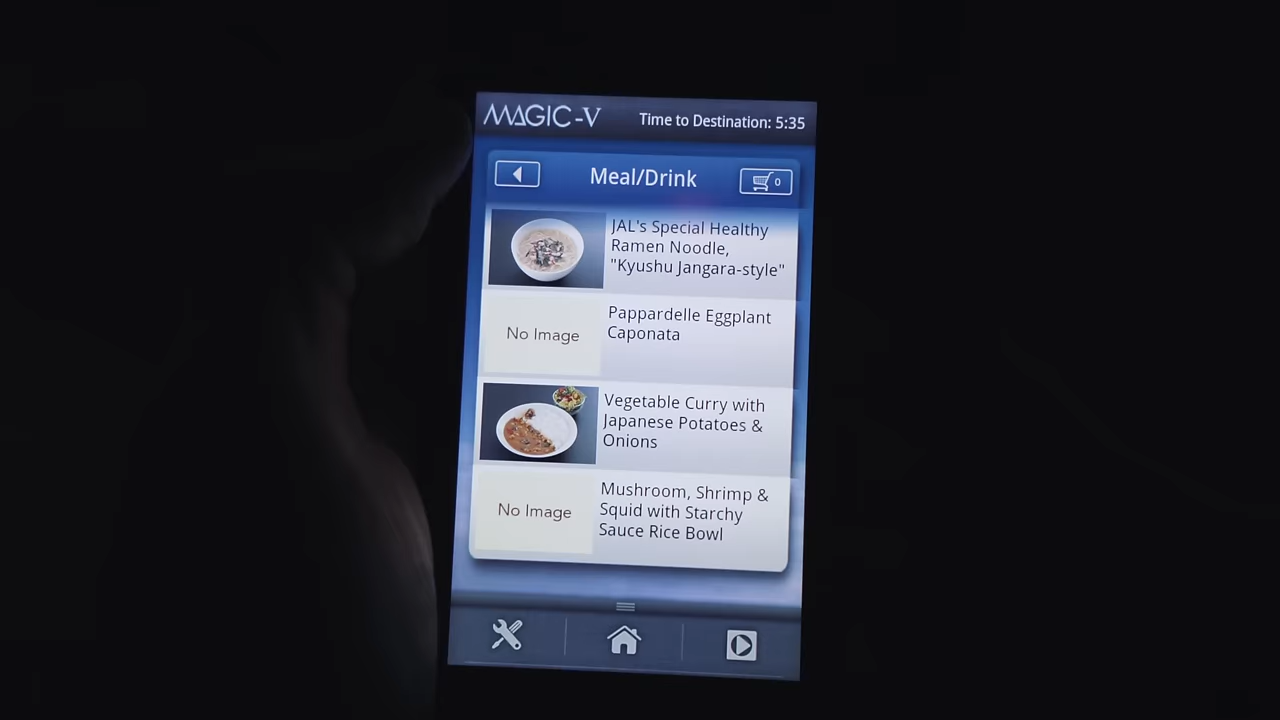 MAGIC-V
Time to Destination: 5:35
Meal/Drink
0
JAL's Special Healthy
Ramen Noodle,
"Kyushu Jangara-style"
No Image
Pappardelle Eggplant
Caponata
Vegetable Curry with
Japanese Potatoes &
Onions
No Image
Mushroom, Shrimp &
Squid with Starchy
Sauce Rice Bowl